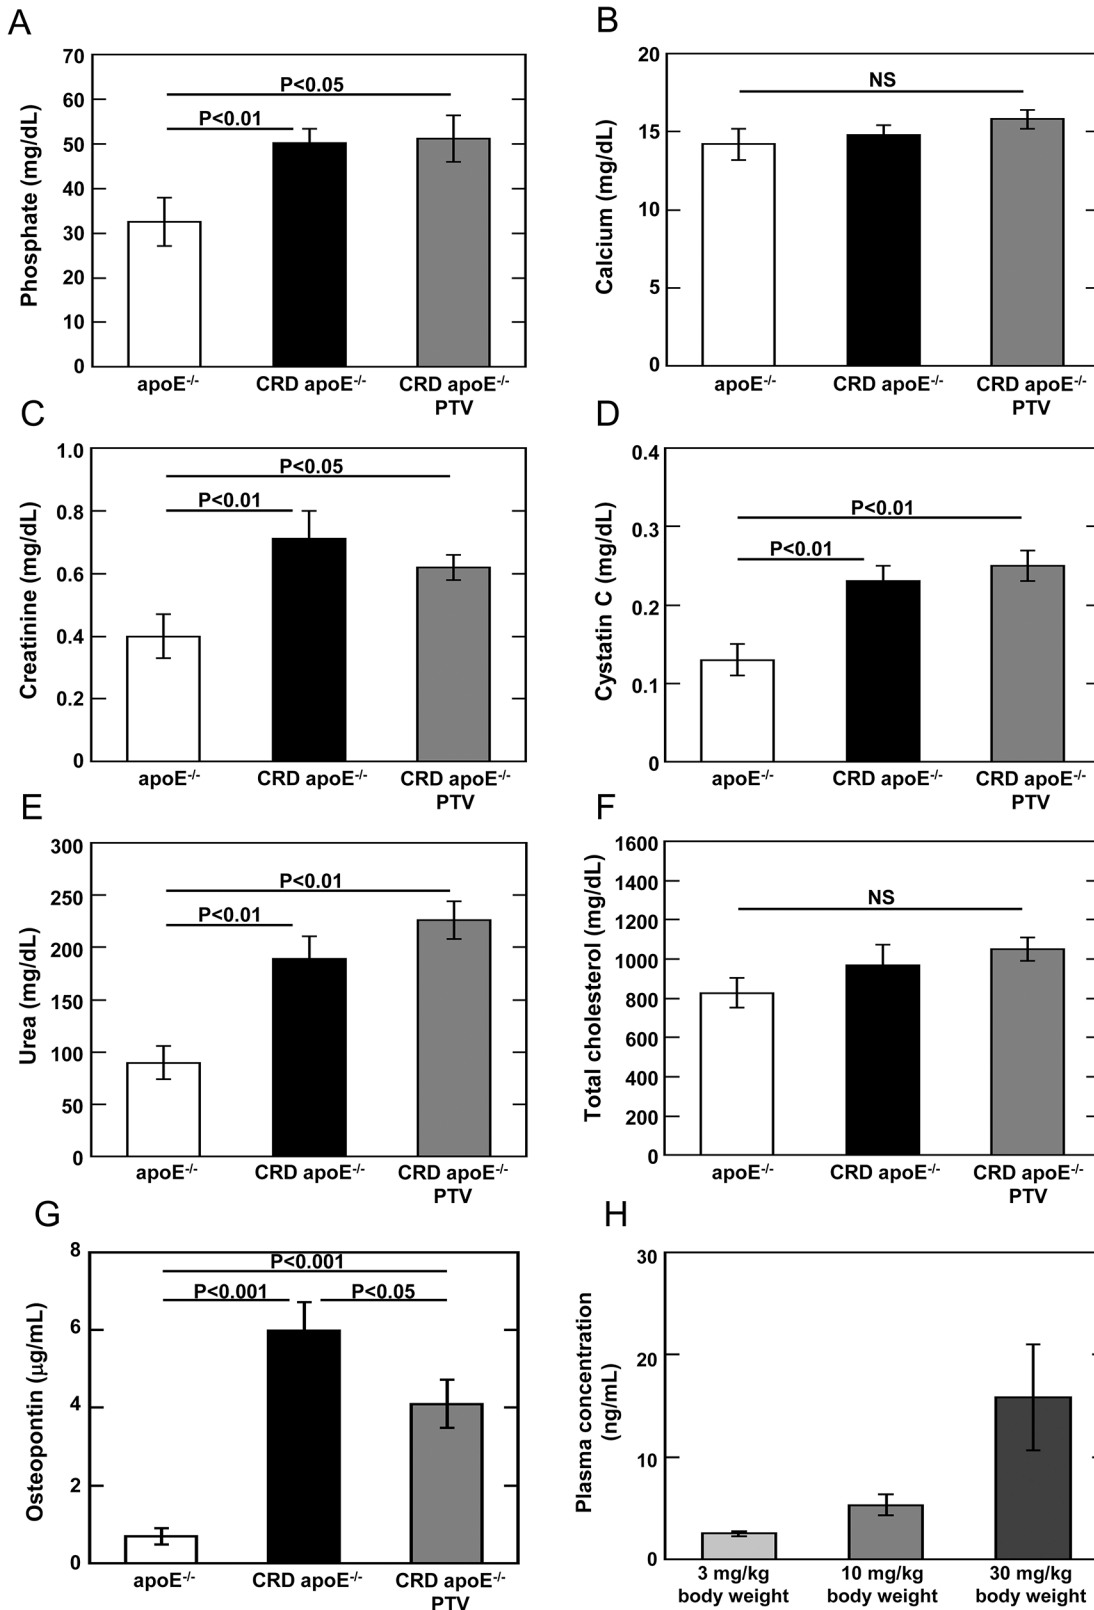 A
Phosphate (mg/dL)
70
60
50
40
30
20
10
0
P<0.05
P<0.01
apoE-/-
CRD apoE-/-
CRD apoE-/-
PTV
B
Calcium (mg/dL)
20
15
10
5
0
NS
apoE-/-
CRD apoE-/-
CRD apoE-/-
PTV
C
Creatinine (mg/dL)
1.0
0.8
0.6
0.4
0.2
0
P<0.05
P<0.01
apoE-/-
CRD apoE-/-
CRD apoE-/-
PTV
D
Cystatin C (mg/dL)
0.4
0.3
0.2
0.1
0
P<0.01
P<0.01
apoE-/-
CRD apoE-/-
CRD apoE-/-
PTV
E
Urea (mg/dL)
300
250
200
150
100
50
0
P<0.01
P<0.01
apoE-/-
CRD apoE-/-
CRD apoE-/-
PTV
F
Total cholesterol (mg/dL)
1600
1400
1200
1000
800
600
400
200
0
NS
apoE-/-
CRD apoE-/-
CRD apoE-/-
PTV
G
Osteopontin (µg/mL)
8
6
4
2
0
P<0.001
P<0.001
P<0.05
apoE-/-
CRD apoE-/-
CRD apoE-/-
PTV
H
Plasma concentration
(ng/mL)
30
20
10
0
3 mg/kg
body weight
10 mg/kg
body weight
30 mg/kg
body weight